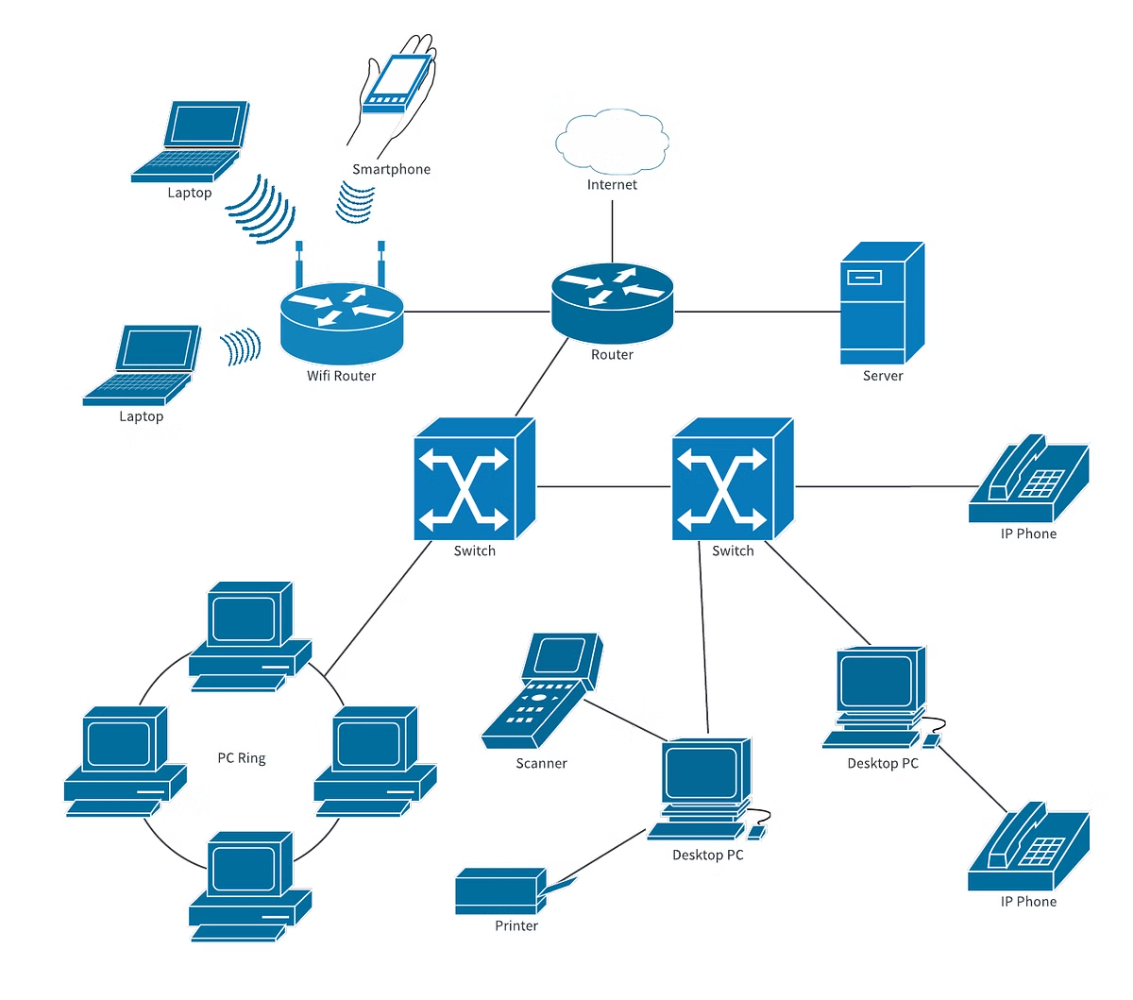 Smartphone
Internet
Laptop
Router
Wifi Router
Server
Laptop
IP Phone
Switch
Switch
PC Ring
Scanner
Desktop PC
Desktop PC
IP Phone
Printer